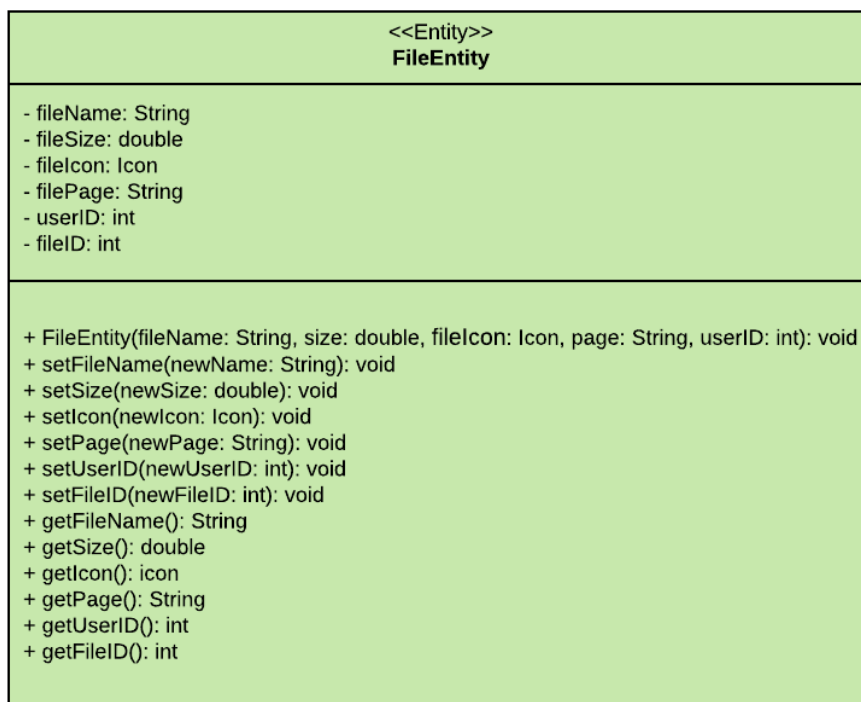 <<Entity>>
FileEntity
- fileName: String
- fileSize: double
- fileIcon: Icon
- filePage: String
- userID: int
- fileID: int
+ FileEntity(fileName: String, size: double, fileIcon: Icon, page: String, userID: int): void
+ setFileName(newName: String): void
+ setSize(newSize: double): void
+ setIcon(newIcon: Icon): void
+ setPage(newPage: String): void
+ setUserID(newUserID: int): void
+ setFileID(newFileID: int): void
+ getFileName(): String
+ getSize(): double
+ getIcon(): icon
+ getPage(): String
+ getUserID(): int
+ getFileID(): int